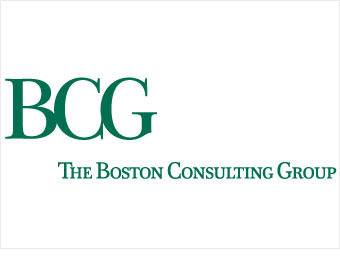 BCG
THE BOSTON CONSULTING GROUP